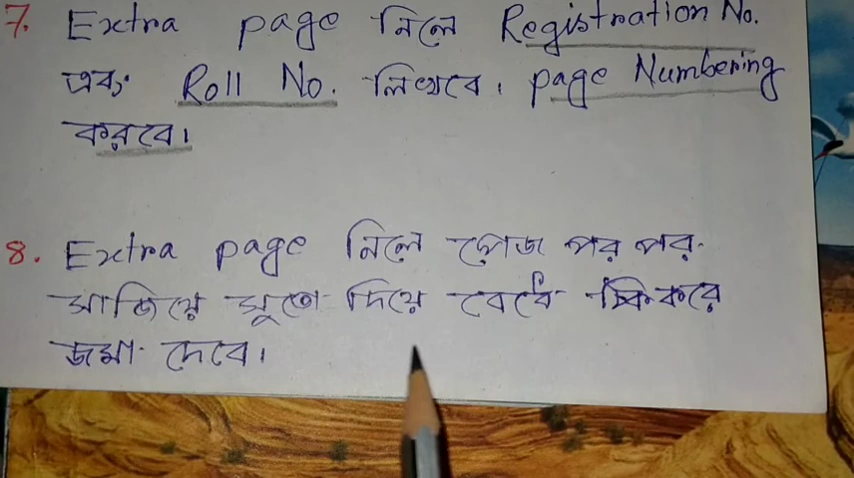 7. Extra page নিলে Registration No.
এবং Roll No. লিখবে। page Numbering
করবে।
8. Extra page নিলে পেজ পর পর
সাজিয়ে সুতো দিয়ে বেঁধে ঠিক করে
জমা দেবে।